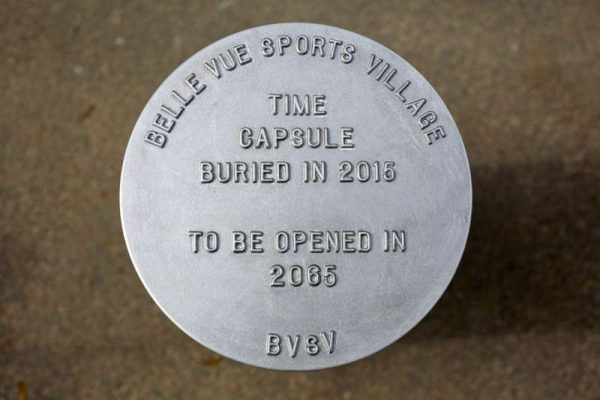 BELLE VUE SPORTS VILLAGE
TIME
CAPSULE
BURIED IN 2015
TO BE OPENED IN
2065
BVSV